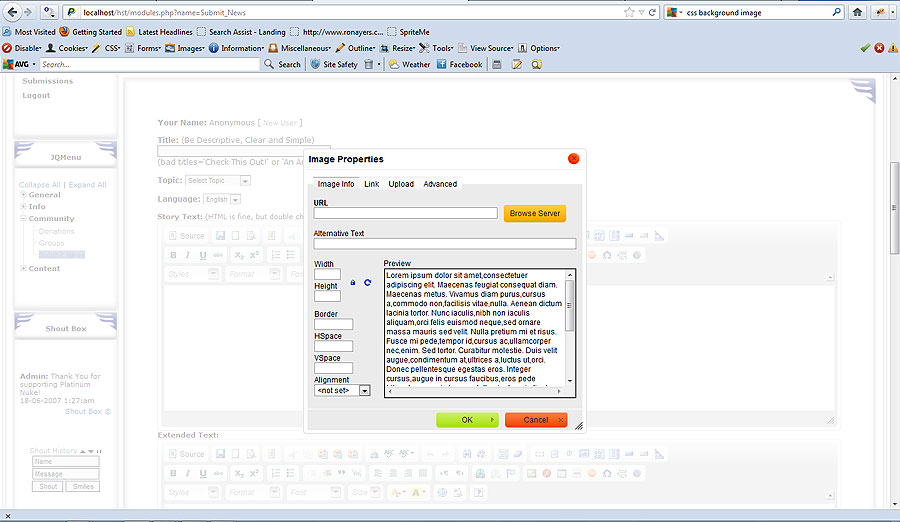 localhost/hst/modules.php?name=Submit_News
css background image
Most Visited Getting Started Latest Headlines Search Assist - Landing http://www.ronayers.c... SpriteMe
Disable Cookies CSS Forms Images Information Miscellaneous Outline Resize Tools View Source Options
AVG Search Search Site Safety Weather Facebook
Submissions...
Logout
JQMenu
Collapse All | Expand All
General
Info
Community
Donations
Groups
Submit News
Content
Shout Box
Admin: Thank You for
supporting Platinum
Nuke!
18-06-2007 1:27:am
Shout Box ©
Shout History
Name
Message
Shout Smiles
Your Name: Anonymous [ New User ]
Title: (Be Descriptive, Clear and Simple)
(bad titles='Check This Out!' or 'An Ar
Topic: Select Topic
Language: English
Story Text: (HTML is fine, but double ch
Source
B I U
Styles Format
Image Properties
Image Info Link Upload Advanced
URL
Browse Server
Alternative Text
Width
Height
Border
HSpace
VSpace
Alignment
<not set>
Preview
Lorem ipsum dolor sit amet,consectetuer
adipiscing elit. Maecenas feugiat consequat diam.
Maecenas metus. Vivamus diam purus,cursus
a,commodo non,facilisis vitae,nulla. Aenean dictum
lacinia tortor. Nunc iaculis,nibh non iaculis
aliquam,orci felis euismod neque,sed ornare
massa mauris sed velit. Nulla pretium mi et risus.
Fusce mi pede,tempor id,cursus ac,ullamcorper
nec,enim. Sed tortor. Curabitur molestie. Duis velit
augue,condimentum at,ultrices a,luctus ut,orci.
Donec pellentesque egestas eros. Integer
cursus,augue in cursus faucibus,eros pede
OK Cancel
Extended Text:
Source
B I U
Styles Format Font Size